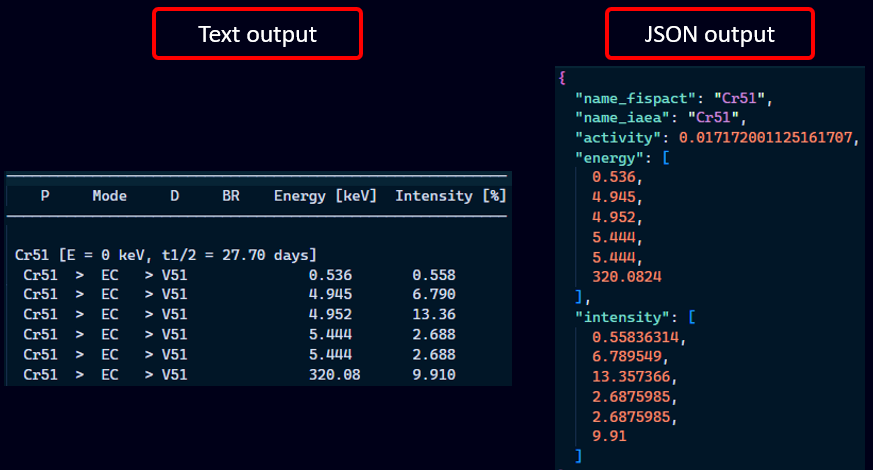 Text output
P Mode D BR Energy [keV] Intensity [%]
Cr51 [E = 0 keV, t1/2 = 27.70 days]
Cr51 > EC > V51 0.536 0.558
Cr51 > EC > V51 4.945 6.790
Cr51 > EC > V51 4.952 13.36
Cr51 > EC > V51 5.444 2.688
Cr51 > EC > V51 5.444 2.688
Cr51 > EC > V51 320.08 9.910
JSON output
{
"name_fispact": "Cr51",
"name_iaea": "Cr51",
"activity": 0.017172001125161707,
"energy": [
0.536,
4.945,
4.952,
5.444,
5.444,
320.0824
],
"intensity": [
0.55836314,
6.789549,
13.357366,
2.6875985,
2.6875985,
9.91
]